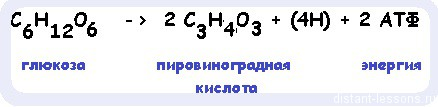 C₆H₁₂O₆ -> 2 C₃H₄O₃ + (4H) + 2 АТФ
глюкоза пировиноградная энергия
кислота
distant-lessons.ru